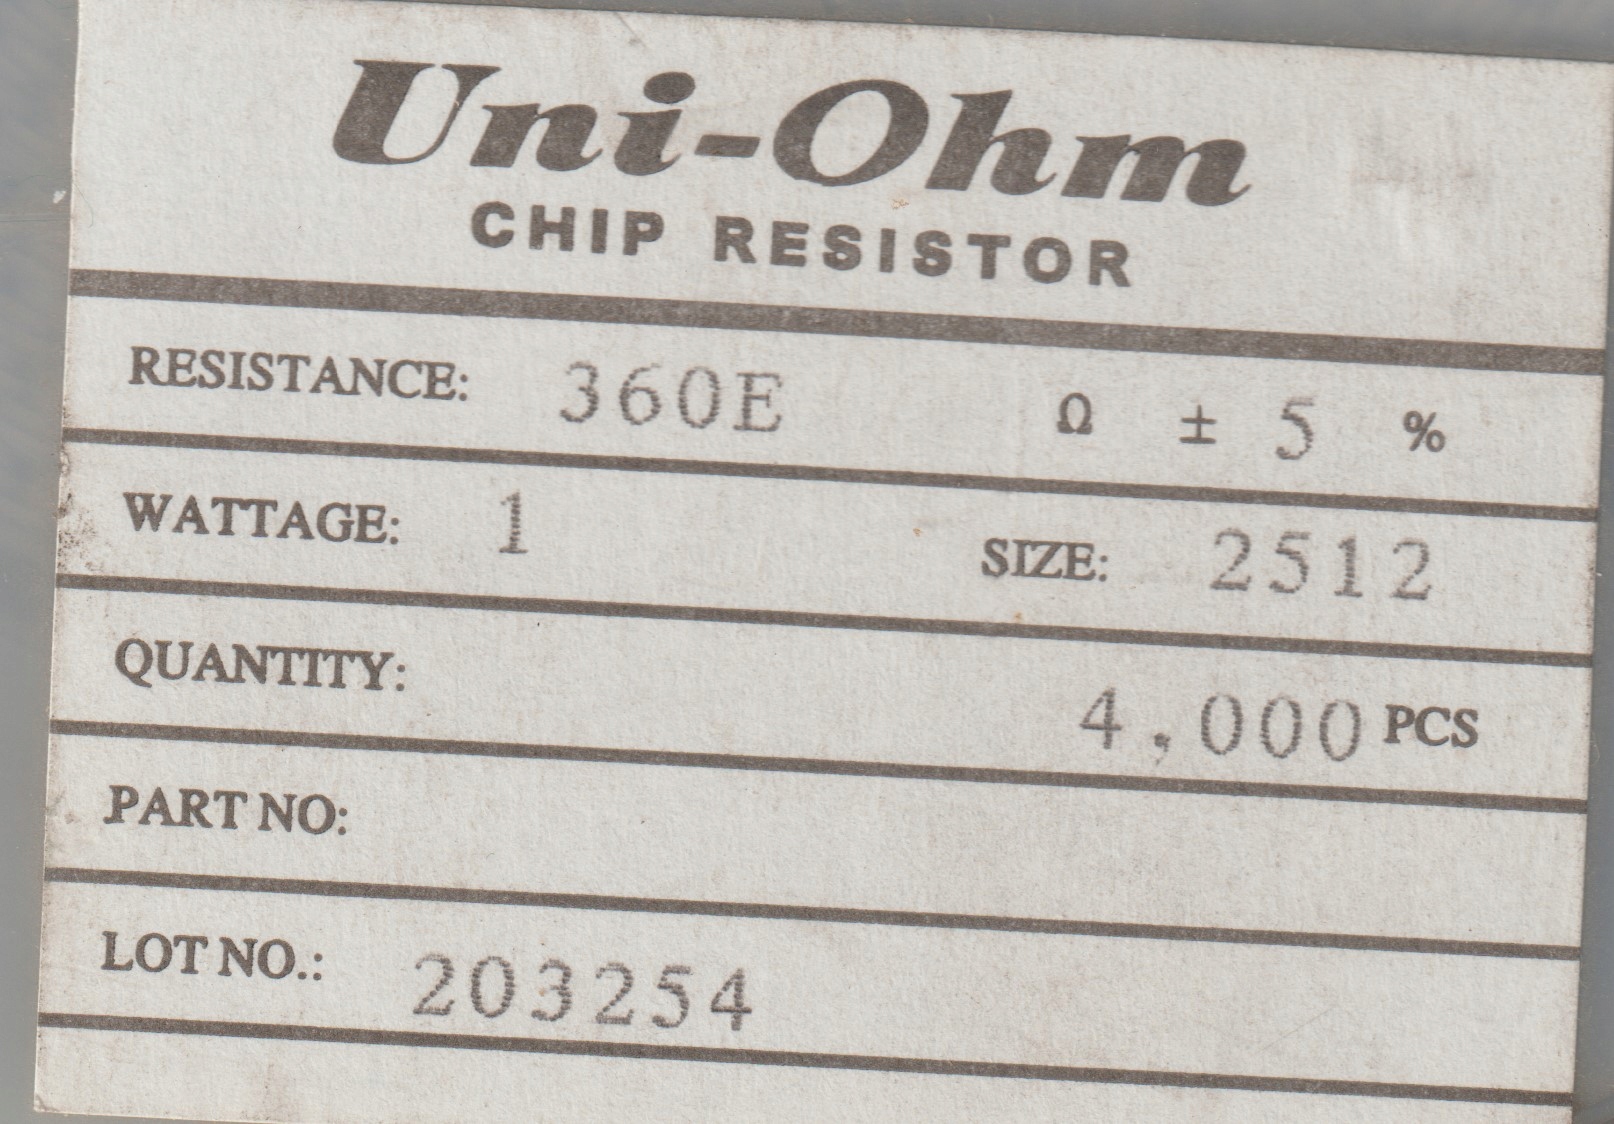 Uni-Ohm
CHIP RESISTOR
RESISTANCE: 360E Ω ± 5 %
WATTAGE: 1 SIZE: 2512
QUANTITY: 4,000 PCS
PART NO:
LOT NO.: 203254